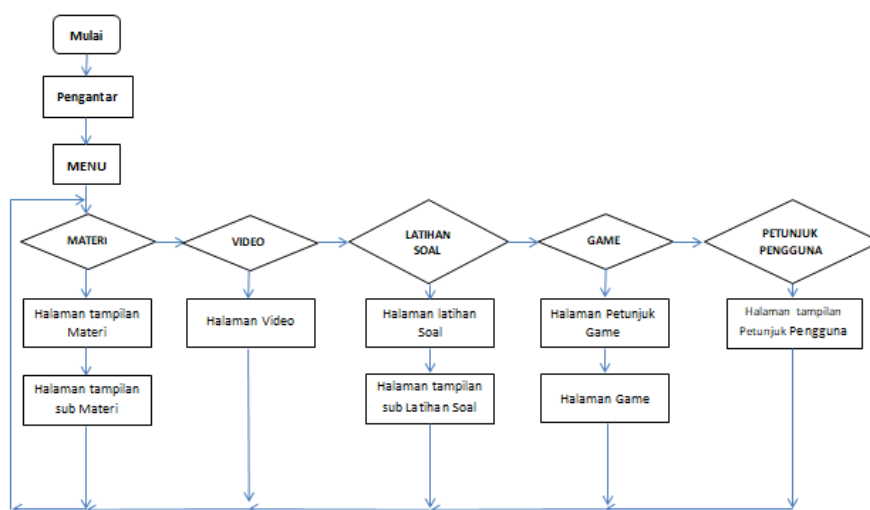 Mulai
Pengantar
MENU
MATERI
VIDEO
LATIHAN
SOAL
GAME
PETUNJUK
PENGGUNA
Halaman tampilan
Materi
Halaman Video
Halaman latihan
Soal
Halaman Petunjuk
Game
Halaman tampilan
Petunjuk Pengguna
Halaman tampilan
sub Materi
Halaman tampilan
sub Latihan Soal
Halaman Game